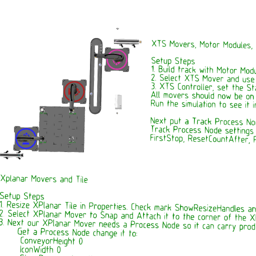 XTS Movers, Motor Modules,
Setup Steps
1. Build track with Motor Modu
2. Select XTS Mover and use
3. XTS Controller, set the Sta
All movers should now be on
Run the simulation to see it i
Next put a Track Process No
Track Process Node settings
FirstStop, ResetCountAfter, F
Xplanar Movers and Tile
Setup Steps
1. Resize XPlanar Tile in Properties. Check mark ShowResizeHandles an
2. Select XPlanar Mover to Snap and Attach it to the corner of the X
3. Next our XPlanar Mover needs a Process Node so it can carry prod
Get a Process Node change it to:
ConveyorHeight 0
IconWidth 0